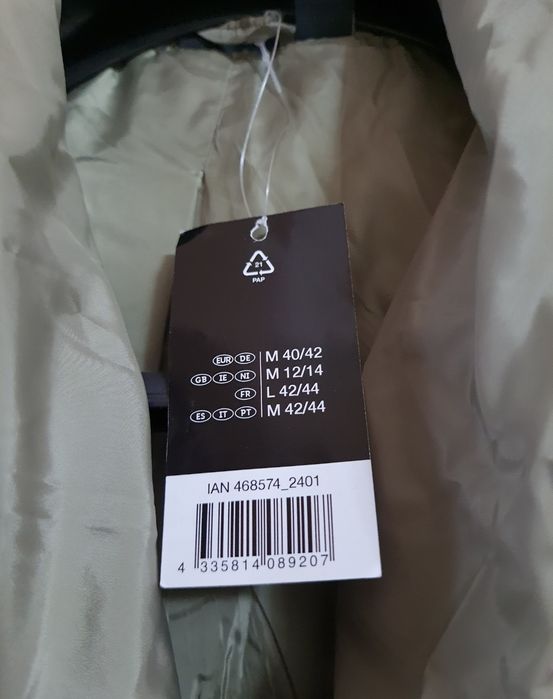 21
PAP
EUR DE M 40/42
GB IE NI M 12/14
FR L 42/44
ES IT PT M 42/44
IAN 468574_2401
4 335814 089207